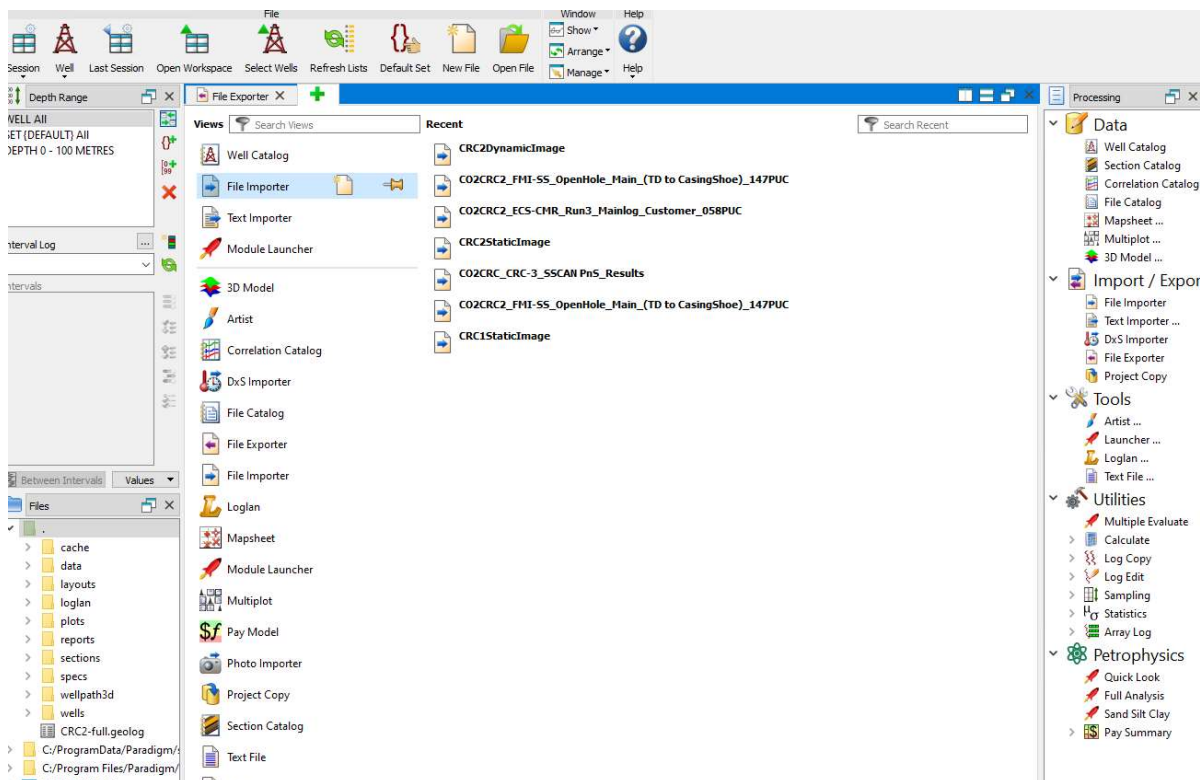 File
Window
Help
Session
Well
Last Session
Open Workspace
Select Wells
Refresh Lists
Default Set
New File
Open File
Show
Arrange
Manage
Help
Depth Range
WELL All
SET {DEFAULT} All
DEPTH 0 - 100 METRES
Interval Log
...
Intervals
Between Intervals
Values
Files
.
cache
data
layouts
loglan
plots
reports
sections
specs
wellpath3d
wells
CRC2-full.geolog
C:/ProgramData/Paradigm/
C:/Program Files/Paradigm/
File Exporter
Views
Search Views
Well Catalog
File Importer
Text Importer
Module Launcher
3D Model
Artist
Correlation Catalog
DxS Importer
File Catalog
File Exporter
File Importer
Loglan
Mapsheet
Module Launcher
Multiplot
Pay Model
Photo Importer
Project Copy
Section Catalog
Text File
Recent
Search Recent
CRC2DynamicImage
CO2CRC2_FMI-SS_OpenHole_Main_(TD to CasingShoe)_147PUC
CO2CRC2_ECS-CMR_Run3_Mainlog_Customer_058PUC
CRC2StaticImage
CO2CRC_CRC-3_SSCAN PnS_Results
CO2CRC2_FMI-SS_OpenHole_Main_(TD to CasingShoe)_147PUC
CRC1StaticImage
Processing
Data
Well Catalog
Section Catalog
Correlation Catalog
File Catalog
Mapsheet ...
Multiplot ...
3D Model ...
Import / Expor
File Importer
Text Importer ...
DxS Importer
File Exporter
Project Copy
Tools
Artist ...
Launcher ...
Loglan ...
Text File ...
Utilities
Multiple Evaluate
Calculate
Log Copy
Log Edit
Sampling
Statistics
Array Log
Petrophysics
Quick Look
Full Analysis
Sand Silt Clay
Pay Summary